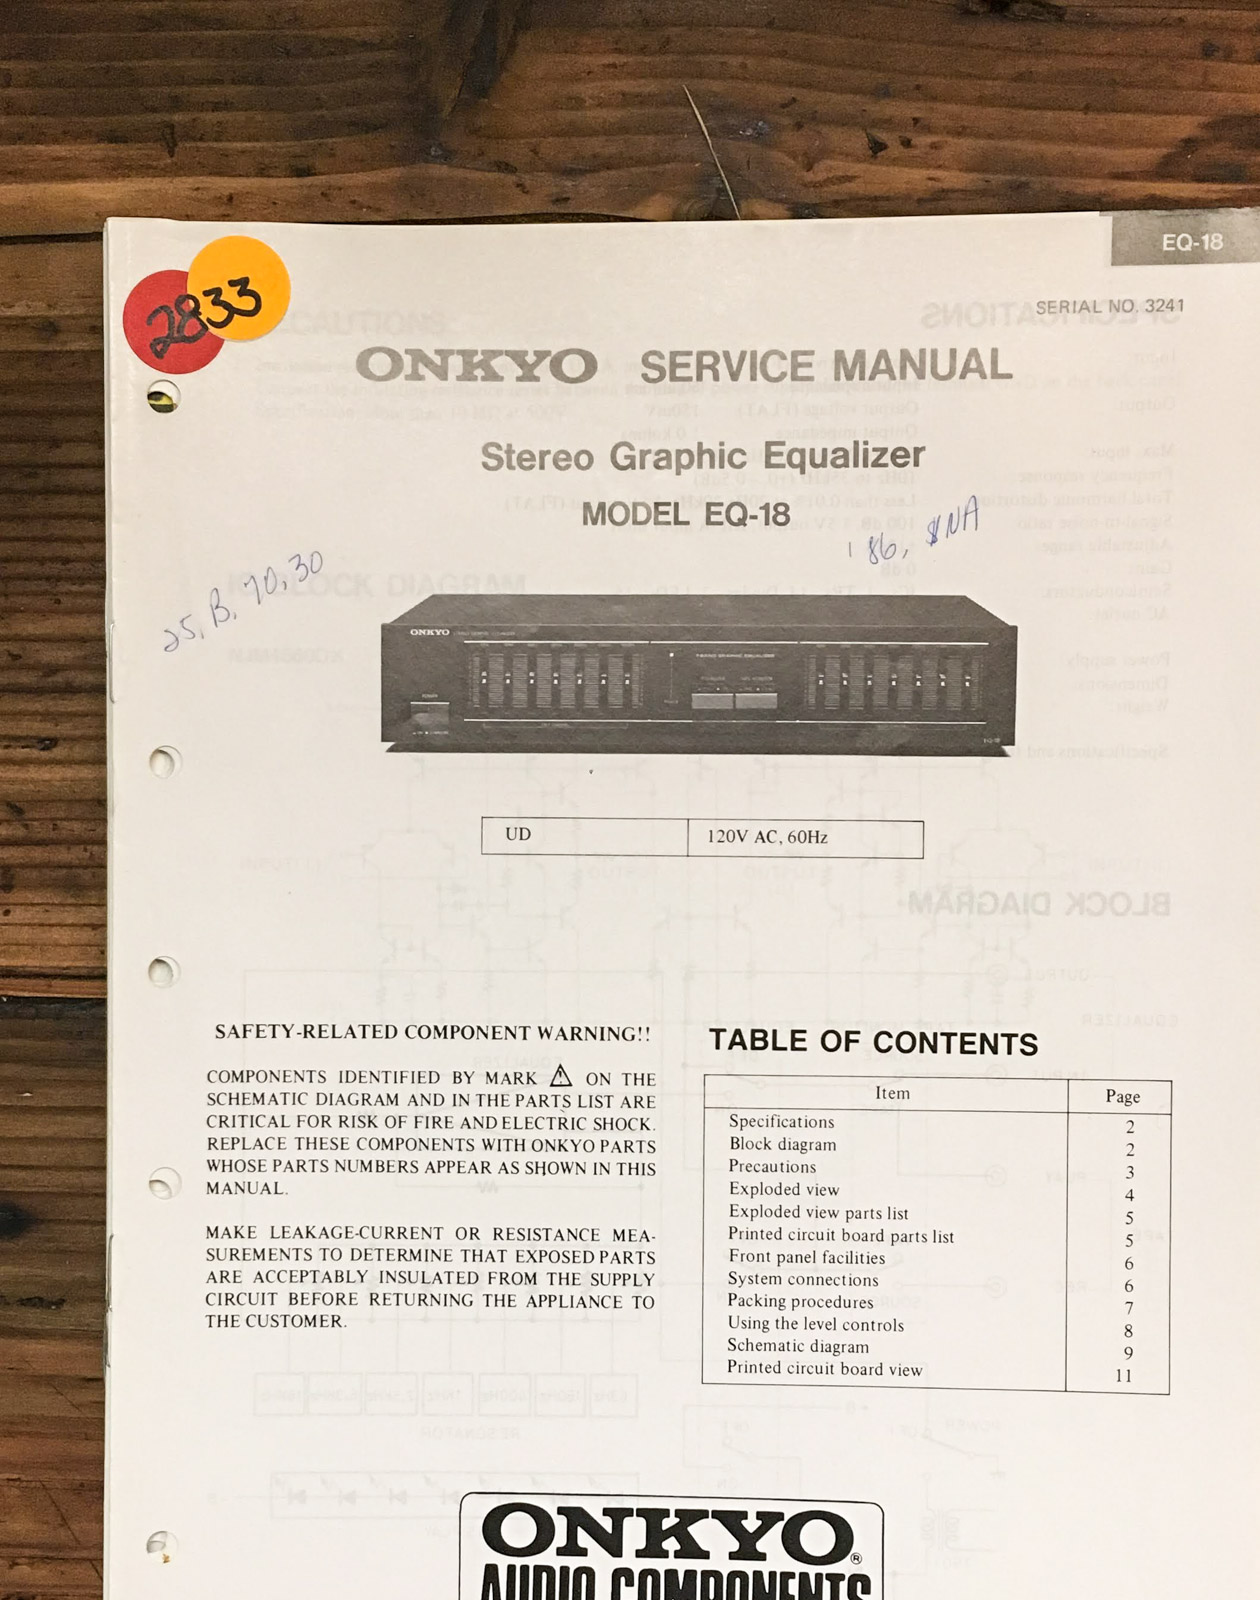 EQ-18
SERIAL NO. 3241
2833
ONKYO SERVICE MANUAL
Stereo Graphic Equalizer
MODEL EQ-18
'86, $NA
25, B, 70, 30
ONKYO
EQ-18
UD 120V AC, 60Hz
SAFETY-RELATED COMPONENT WARNING!!
COMPONENTS IDENTIFIED BY MARK ⚠ ON THE
SCHEMATIC DIAGRAM AND IN THE PARTS LIST ARE
CRITICAL FOR RISK OF FIRE AND ELECTRIC SHOCK.
REPLACE THESE COMPONENTS WITH ONKYO PARTS
WHOSE PARTS NUMBERS APPEAR AS SHOWN IN THIS
MANUAL.
MAKE LEAKAGE-CURRENT OR RESISTANCE MEA-
SUREMENTS TO DETERMINE THAT EXPOSED PARTS
ARE ACCEPTABLY INSULATED FROM THE SUPPLY
CIRCUIT BEFORE RETURNING THE APPLIANCE TO
THE CUSTOMER.
TABLE OF CONTENTS
Item Page
Specifications 2
Block diagram 2
Precautions 3
Exploded view 4
Exploded view parts list 5
Printed circuit board parts list 5
Front panel facilities 6
System connections 6
Packing procedures 7
Using the level controls 8
Schematic diagram 9
Printed circuit board view 11
ONKYO®
AUDIO COMPONENTS